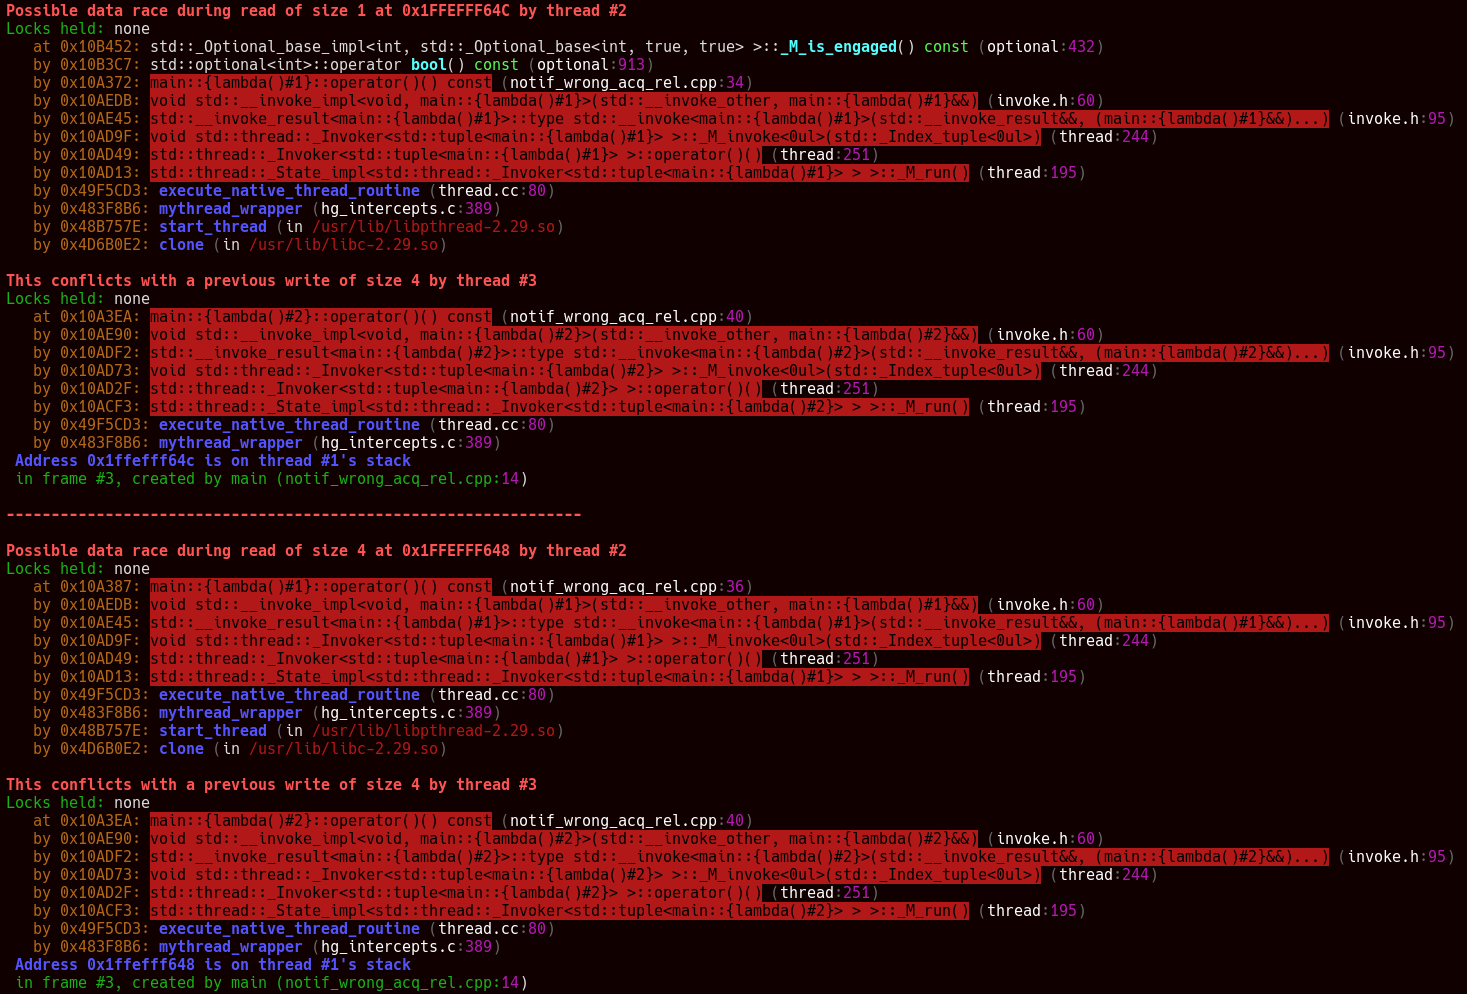 Possible data race during read of size 1 at 0x1FFEFFF64C by thread #2
Locks held: none
   at 0x10B452: std::_Optional_base_impl<int, std::_Optional_base<int, true, true> >::_M_is_engaged() const (optional:432)
   by 0x10B3C7: std::optional<int>::operator bool() const (optional:913)
   by 0x10A372: main::{lambda()#1}::operator()() const (notif_wrong_acq_rel.cpp:34)
   by 0x10AEDB: void std::__invoke_impl<void, main::{lambda()#1}>(std::__invoke_other, main::{lambda()#1}&&) (invoke.h:60)
   by 0x10AE45: std::__invoke_result<main::{lambda()#1}>::type std::__invoke<main::{lambda()#1}>(std::__invoke_result&&, (main::{lambda()#1}&&)...) (invoke.h:95)
   by 0x10AD9F: void std::thread::_Invoker<std::tuple<main::{lambda()#1}> >::_M_invoke<0ul>(std::_Index_tuple<0ul>) (thread:244)
   by 0x10AD49: std::thread::_Invoker<std::tuple<main::{lambda()#1}> >::operator()() (thread:251)
   by 0x10AD13: std::thread::_State_impl<std::thread::_Invoker<std::tuple<main::{lambda()#1}> > >::_M_run() (thread:195)
   by 0x49F5CD3: execute_native_thread_routine (thread.cc:80)
   by 0x483F8B6: mythread_wrapper (hg_intercepts.c:389)
   by 0x48B757E: start_thread (in /usr/lib/libpthread-2.29.so)
   by 0x4D6B0E2: clone (in /usr/lib/libc-2.29.so)

This conflicts with a previous write of size 4 by thread #3
Locks held: none
   at 0x10A3EA: main::{lambda()#2}::operator()() const (notif_wrong_acq_rel.cpp:40)
   by 0x10AE90: void std::__invoke_impl<void, main::{lambda()#2}>(std::__invoke_other, main::{lambda()#2}&&) (invoke.h:60)
   by 0x10ADF2: std::__invoke_result<main::{lambda()#2}>::type std::__invoke<main::{lambda()#2}>(std::__invoke_result&&, (main::{lambda()#2}&&)...) (invoke.h:95)
   by 0x10AD73: void std::thread::_Invoker<std::tuple<main::{lambda()#2}> >::_M_invoke<0ul>(std::_Index_tuple<0ul>) (thread:244)
   by 0x10AD2F: std::thread::_Invoker<std::tuple<main::{lambda()#2}> >::operator()() (thread:251)
   by 0x10ACF3: std::thread::_State_impl<std::thread::_Invoker<std::tuple<main::{lambda()#2}> > >::_M_run() (thread:195)
   by 0x49F5CD3: execute_native_thread_routine (thread.cc:80)
   by 0x483F8B6: mythread_wrapper (hg_intercepts.c:389)
 Address 0x1ffefff64c is on thread #1's stack
 in frame #3, created by main (notif_wrong_acq_rel.cpp:14)

----------------------------------------------------------------

Possible data race during read of size 4 at 0x1FFEFFF648 by thread #2
Locks held: none
   at 0x10A387: main::{lambda()#1}::operator()() const (notif_wrong_acq_rel.cpp:36)
   by 0x10AEDB: void std::__invoke_impl<void, main::{lambda()#1}>(std::__invoke_other, main::{lambda()#1}&&) (invoke.h:60)
   by 0x10AE45: std::__invoke_result<main::{lambda()#1}>::type std::__invoke<main::{lambda()#1}>(std::__invoke_result&&, (main::{lambda()#1}&&)...) (invoke.h:95)
   by 0x10AD9F: void std::thread::_Invoker<std::tuple<main::{lambda()#1}> >::_M_invoke<0ul>(std::_Index_tuple<0ul>) (thread:244)
   by 0x10AD49: std::thread::_Invoker<std::tuple<main::{lambda()#1}> >::operator()() (thread:251)
   by 0x10AD13: std::thread::_State_impl<std::thread::_Invoker<std::tuple<main::{lambda()#1}> > >::_M_run() (thread:195)
   by 0x49F5CD3: execute_native_thread_routine (thread.cc:80)
   by 0x483F8B6: mythread_wrapper (hg_intercepts.c:389)
   by 0x48B757E: start_thread (in /usr/lib/libpthread-2.29.so)
   by 0x4D6B0E2: clone (in /usr/lib/libc-2.29.so)

This conflicts with a previous write of size 4 by thread #3
Locks held: none
   at 0x10A3EA: main::{lambda()#2}::operator()() const (notif_wrong_acq_rel.cpp:40)
   by 0x10AE90: void std::__invoke_impl<void, main::{lambda()#2}>(std::__invoke_other, main::{lambda()#2}&&) (invoke.h:60)
   by 0x10ADF2: std::__invoke_result<main::{lambda()#2}>::type std::__invoke<main::{lambda()#2}>(std::__invoke_result&&, (main::{lambda()#2}&&)...) (invoke.h:95)
   by 0x10AD73: void std::thread::_Invoker<std::tuple<main::{lambda()#2}> >::_M_invoke<0ul>(std::_Index_tuple<0ul>) (thread:244)
   by 0x10AD2F: std::thread::_Invoker<std::tuple<main::{lambda()#2}> >::operator()() (thread:251)
   by 0x10ACF3: std::thread::_State_impl<std::thread::_Invoker<std::tuple<main::{lambda()#2}> > >::_M_run() (thread:195)
   by 0x49F5CD3: execute_native_thread_routine (thread.cc:80)
   by 0x483F8B6: mythread_wrapper (hg_intercepts.c:389)
 Address 0x1ffefff648 is on thread #1's stack
 in frame #3, created by main (notif_wrong_acq_rel.cpp:14)